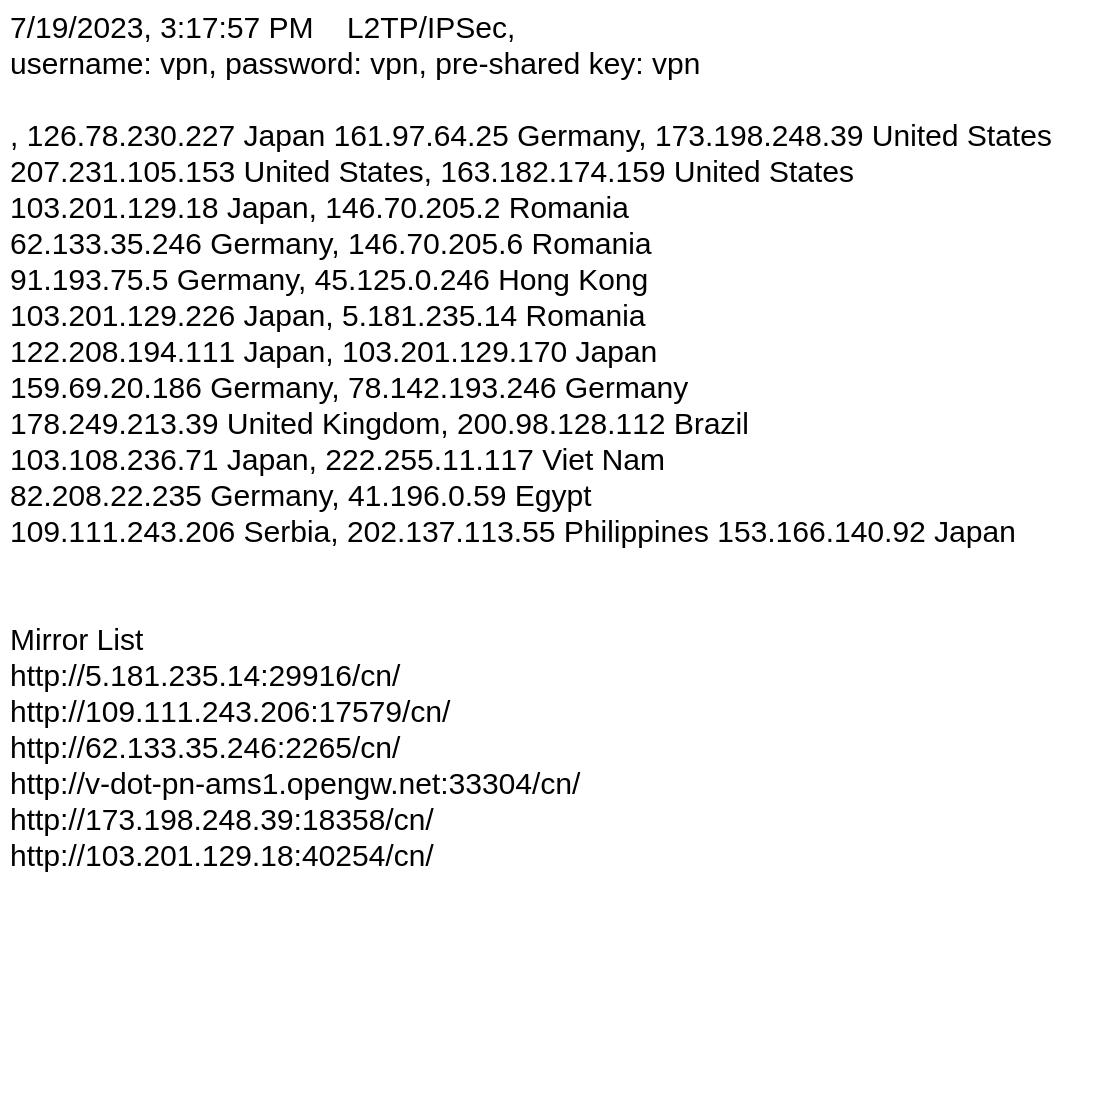 7/19/2023, 3:17:57 PM    L2TP/IPSec,
username: vpn, password: vpn, pre-shared key: vpn
, 126.78.230.227 Japan 161.97.64.25 Germany, 173.198.248.39 United States
207.231.105.153 United States, 163.182.174.159 United States
103.201.129.18 Japan, 146.70.205.2 Romania
62.133.35.246 Germany, 146.70.205.6 Romania
91.193.75.5 Germany, 45.125.0.246 Hong Kong
103.201.129.226 Japan, 5.181.235.14 Romania
122.208.194.111 Japan, 103.201.129.170 Japan
159.69.20.186 Germany, 78.142.193.246 Germany
178.249.213.39 United Kingdom, 200.98.128.112 Brazil
103.108.236.71 Japan, 222.255.11.117 Viet Nam
82.208.22.235 Germany, 41.196.0.59 Egypt
109.111.243.206 Serbia, 202.137.113.55 Philippines 153.166.140.92 Japan
Mirror List
http://5.181.235.14:29916/cn/
http://109.111.243.206:17579/cn/
http://62.133.35.246:2265/cn/
http://v-dot-pn-ams1.opengw.net:33304/cn/
http://173.198.248.39:18358/cn/
http://103.201.129.18:40254/cn/